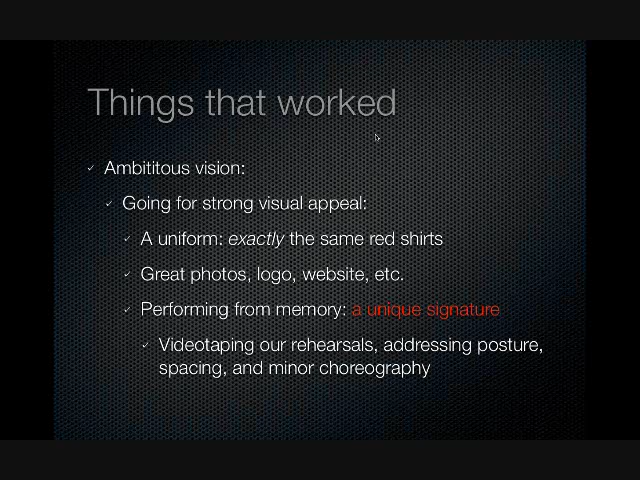 Things that worked
Ambititous vision:
Going for strong visual appeal:
A uniform: exactly the same red shirts
Great photos, logo, website, etc.
Performing from memory: a unique signature
Videotaping our rehearsals, addressing posture,
spacing, and minor choreography